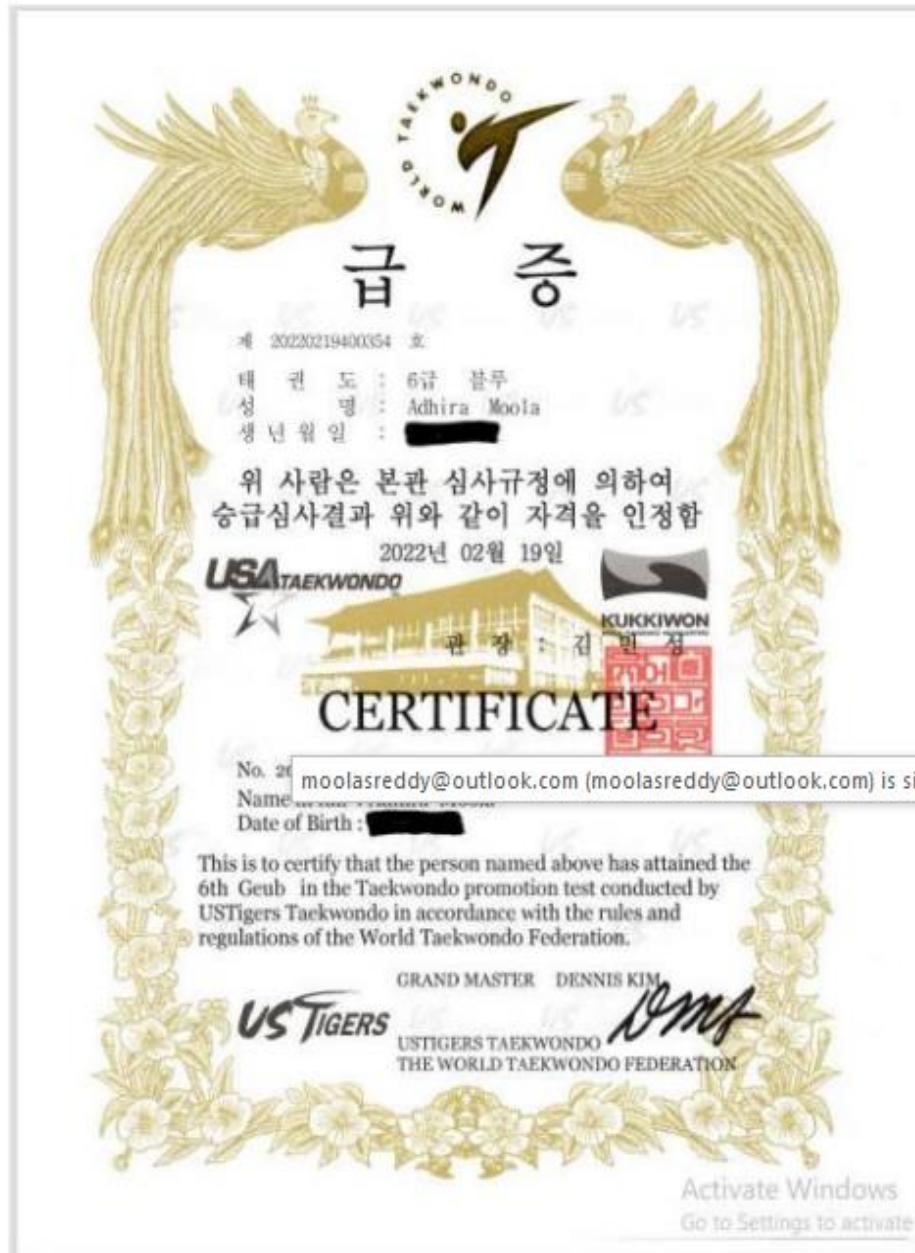 WORLD TAEKWONDO
급 증
제 20220219400354 호
태 권 도 : 6급 블루
성 명 : Adhira Moola
생 년 월 일 :
위 사람은 본관 심사규정에 의하여
승급심사결과 위와 같이 자격을 인정함
2022년 02월 19일
USA TAEKWONDO
KUKKIWON
관 장 : 김 민 정
CERTIFICATE
No. 20
moolasreddy@outlook.com (moolasreddy@outlook.com) is si
Name
Date of Birth :
This is to certify that the person named above has attained the
6th Geub in the Taekwondo promotion test conducted by
USTigers Taekwondo in accordance with the rules and
regulations of the World Taekwondo Federation.
GRAND MASTER DENNIS KIM
US TIGERS
USTIGERS TAEKWONDO
THE WORLD TAEKWONDO FEDERATION
Activate Windows
Go to Settings to activate